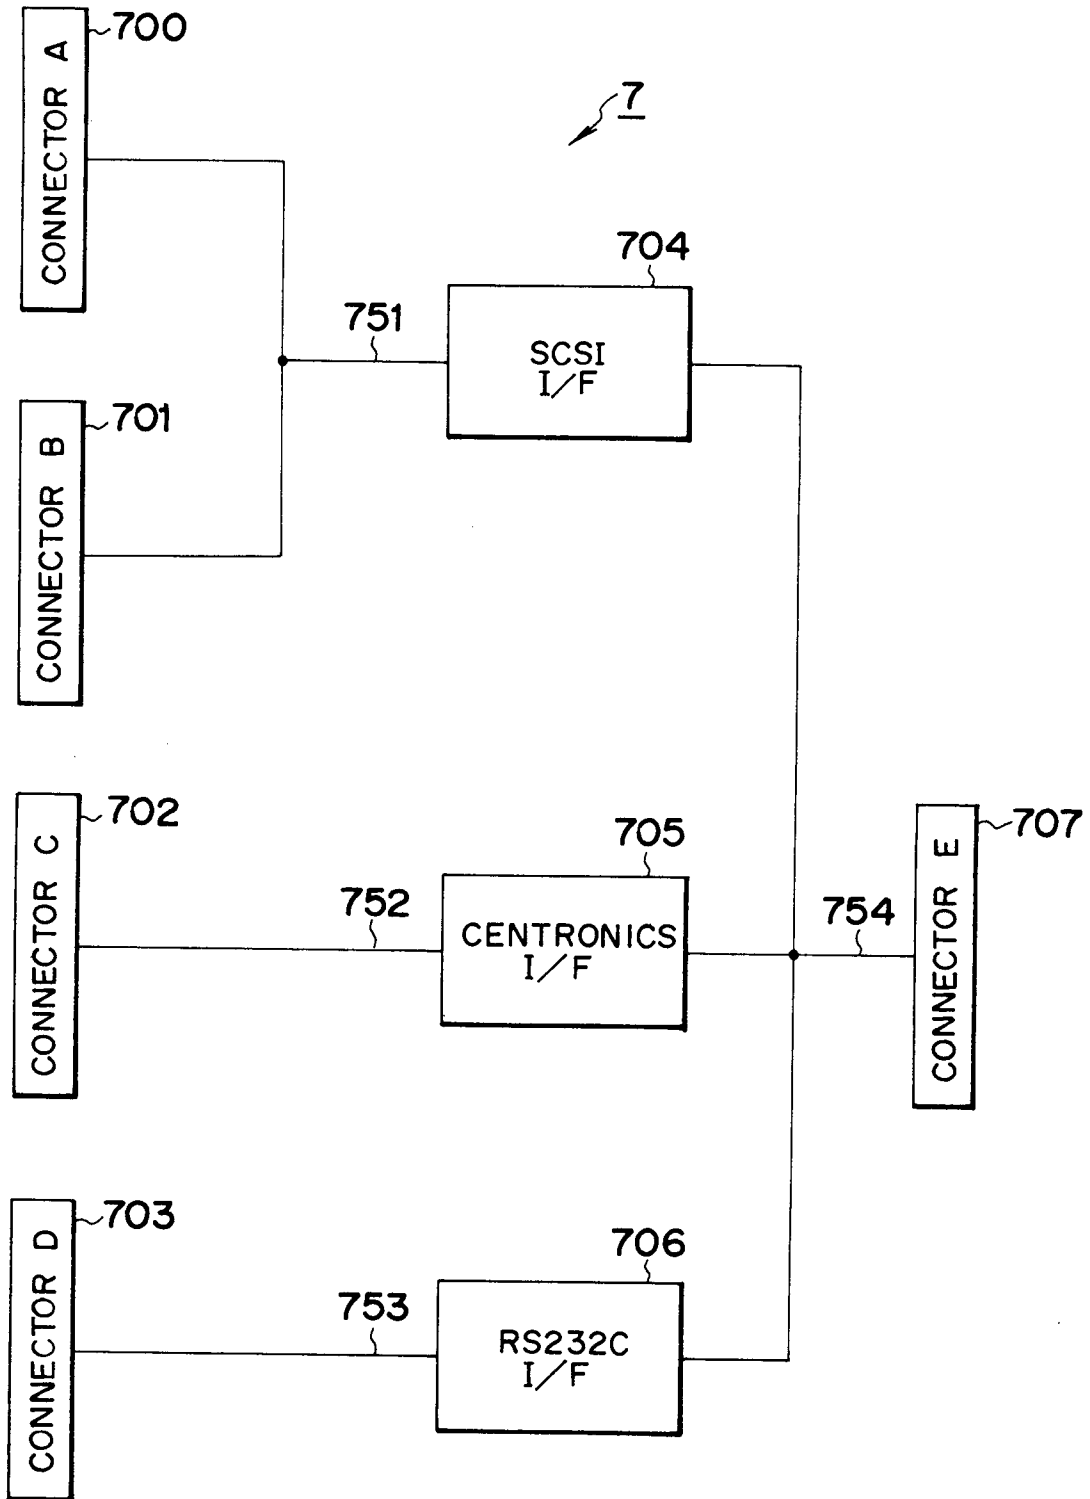 CONNECTOR A
700
7
704
751
SCSI
I/F
CONNECTOR B
701
CONNECTOR C
702
705
707
CONNECTOR E
752
CENTRONICS
I/F
754
CONNECTOR D
703
706
753
RS232C
I/F